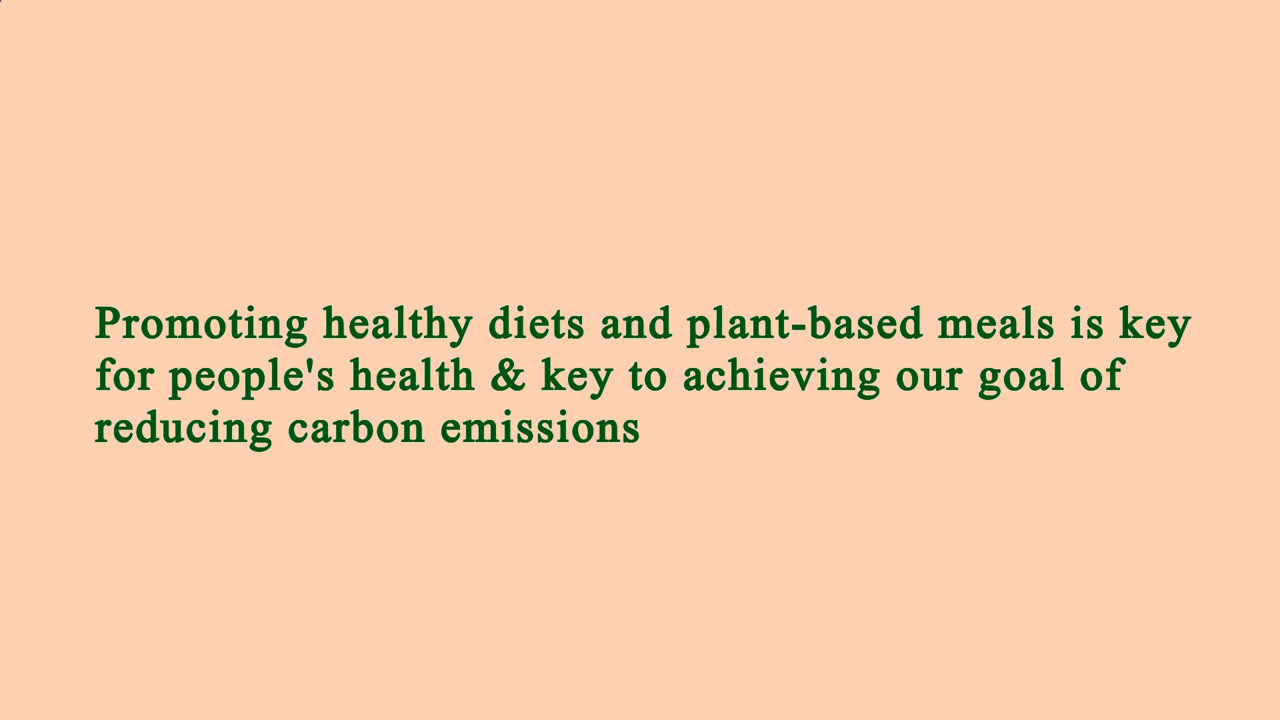 Promoting healthy diets and plant-based meals is key
for people's health & key to achieving our goal of
reducing carbon emissions